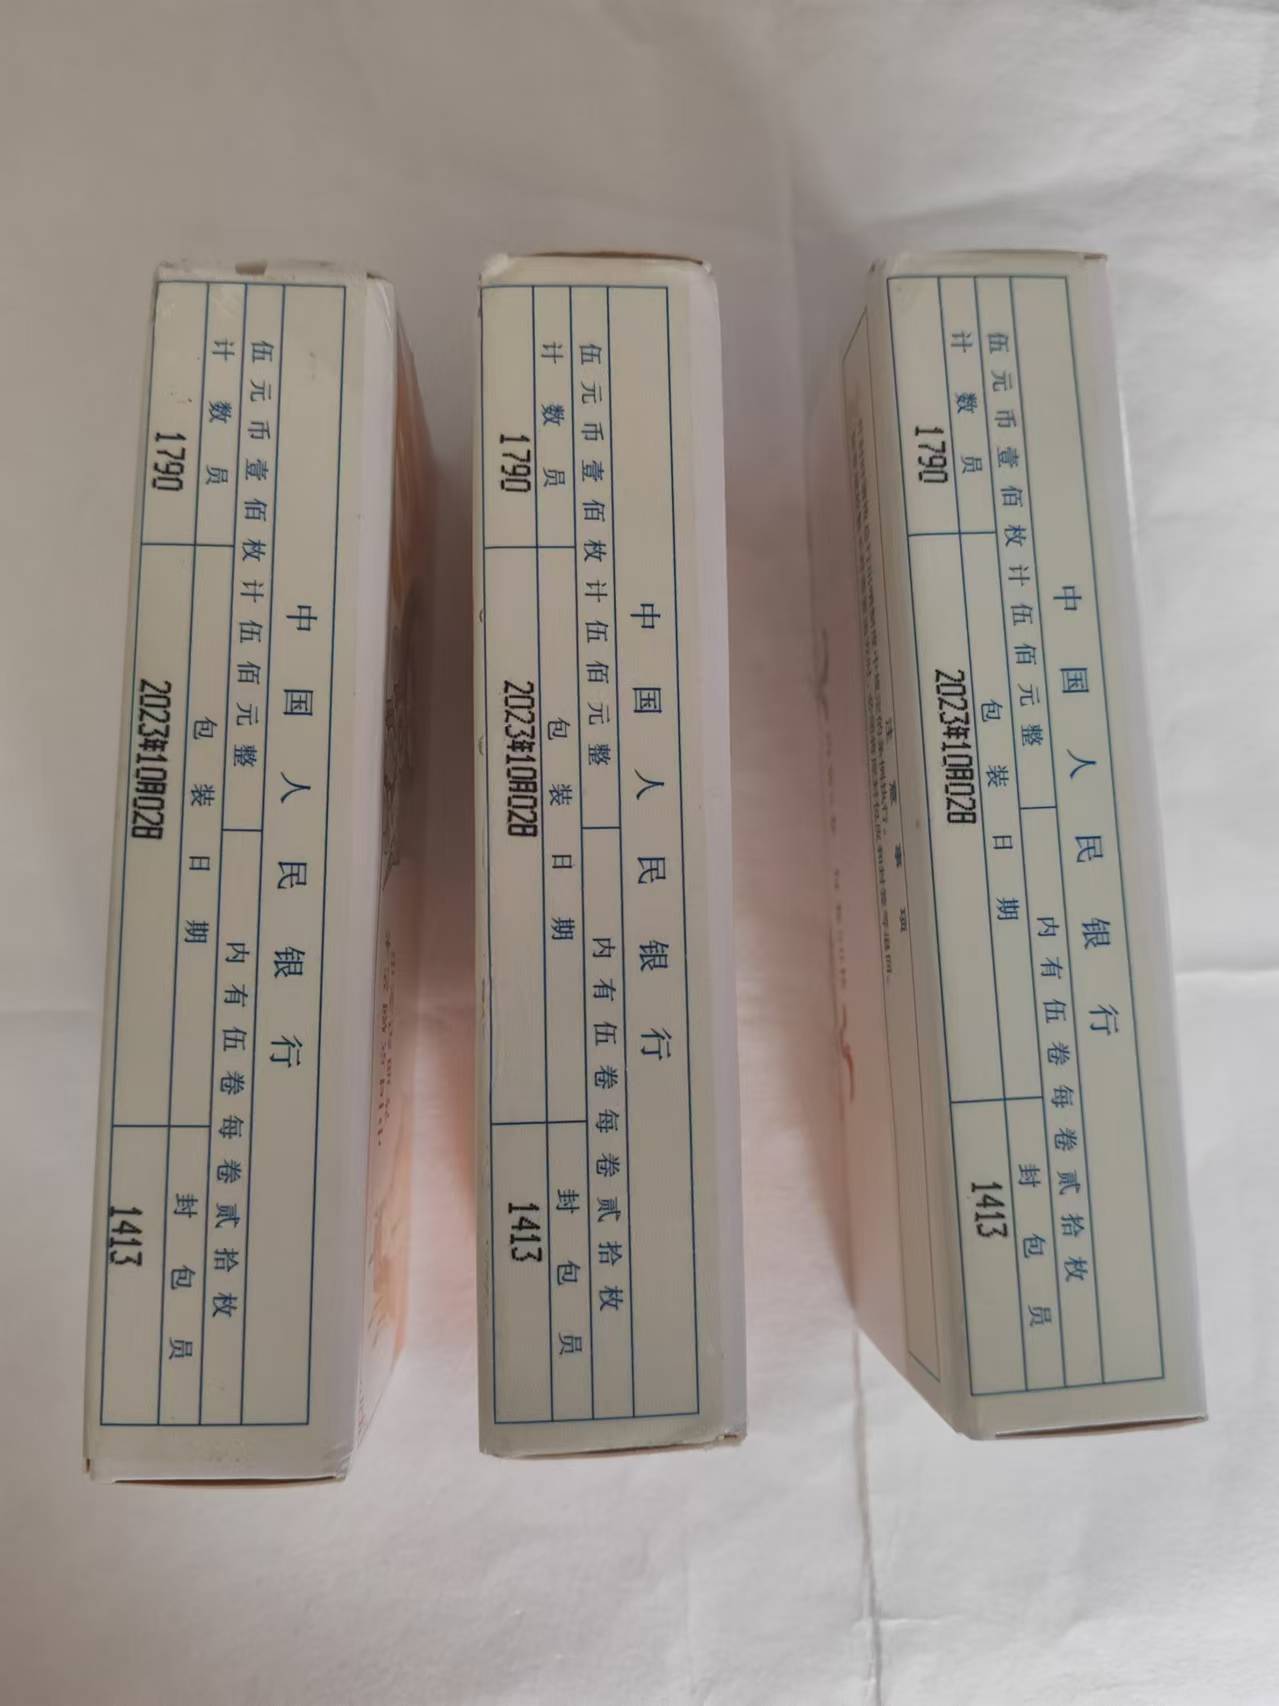 中国人民银行
伍元币壹佰枚计伍佰元整 内有伍卷每卷贰拾枚
计数员 包装日期 封包员
1790 2023年10月02日 1413
中国人民银行
伍元币壹佰枚计伍佰元整 内有伍卷每卷贰拾枚
计数员 包装日期 封包员
1790 2023年10月02日 1413
中国人民银行
伍元币壹佰枚计伍佰元整 内有伍卷每卷贰拾枚
计数员 包装日期 封包员
1790 2023年10月02日 1413
注意事项